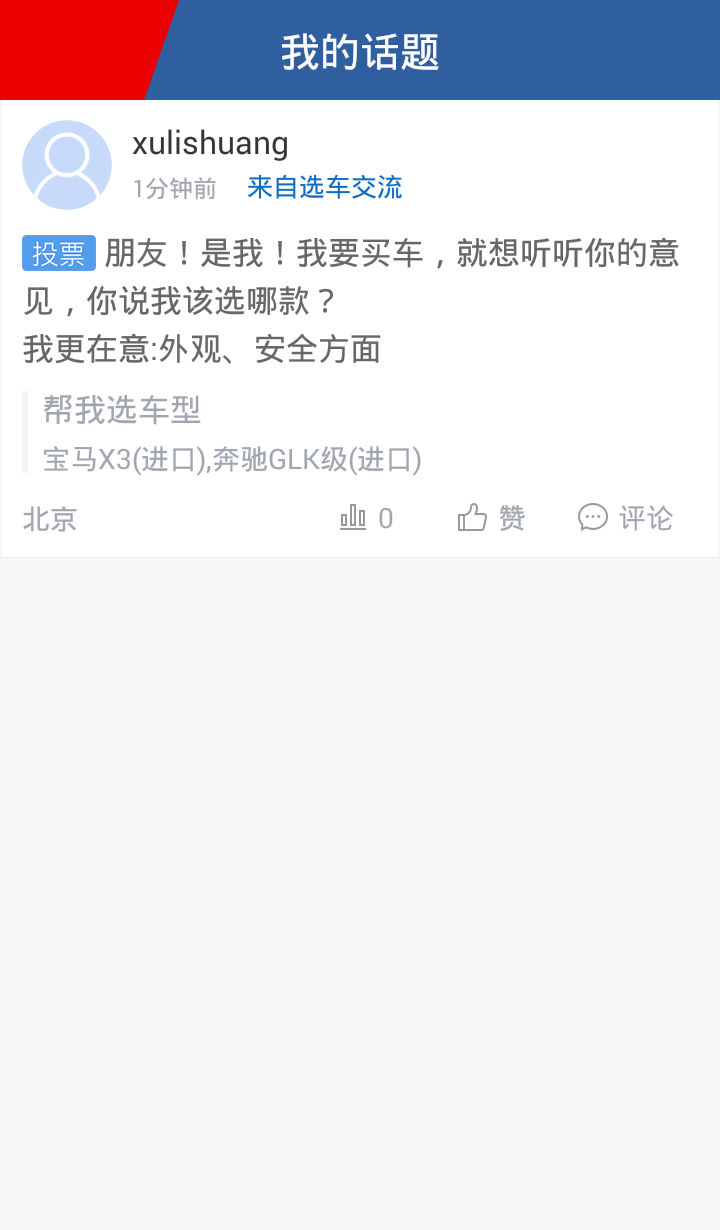 我的话题
xulishuang
1分钟前 来自选车交流
投票 朋友！是我！我要买车，就想听听你的意
见，你说我该选哪款？
我更在意:外观、安全方面
帮我选车型
宝马X3(进口),奔驰GLK级(进口)
北京 0 赞 评论